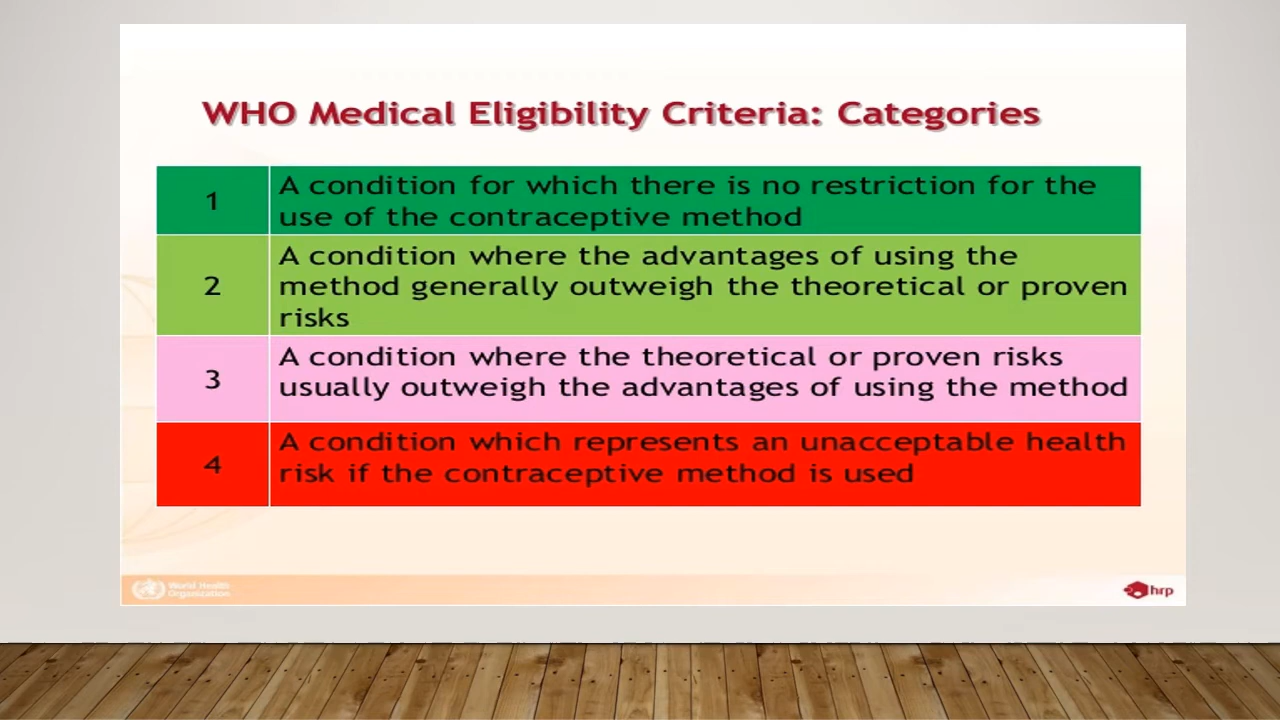 WHO Medical Eligibility Criteria: Categories
1
A condition for which there is no restriction for the
use of the contraceptive method
2
A condition where the advantages of using the
method generally outweigh the theoretical or proven
risks
3
A condition where the theoretical or proven risks
usually outweigh the advantages of using the method
4
A condition which represents an unacceptable health
risk if the contraceptive method is used
World Health
Organization
hrp